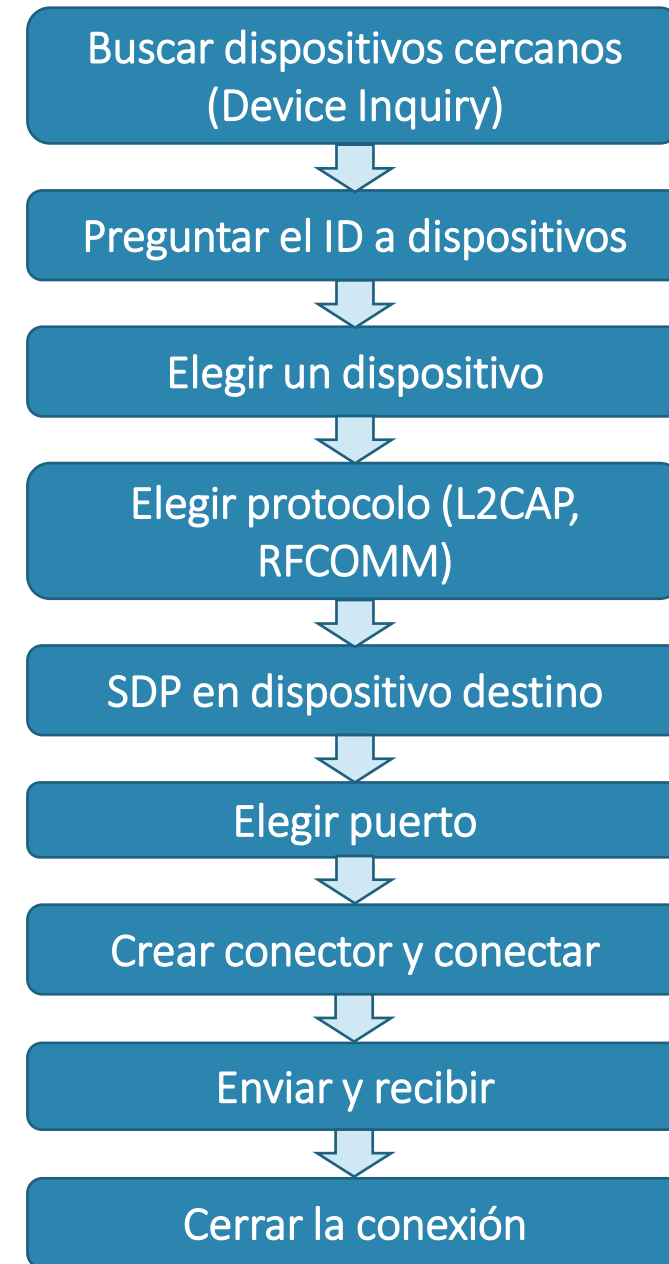 Buscar dispositivos cercanos
(Device Inquiry)
Preguntar el ID a dispositivos
Elegir un dispositivo
Elegir protocolo (L2CAP,
RFCOMM)
SDP en dispositivo destino
Elegir puerto
Crear conector y conectar
Enviar y recibir
Cerrar la conexión